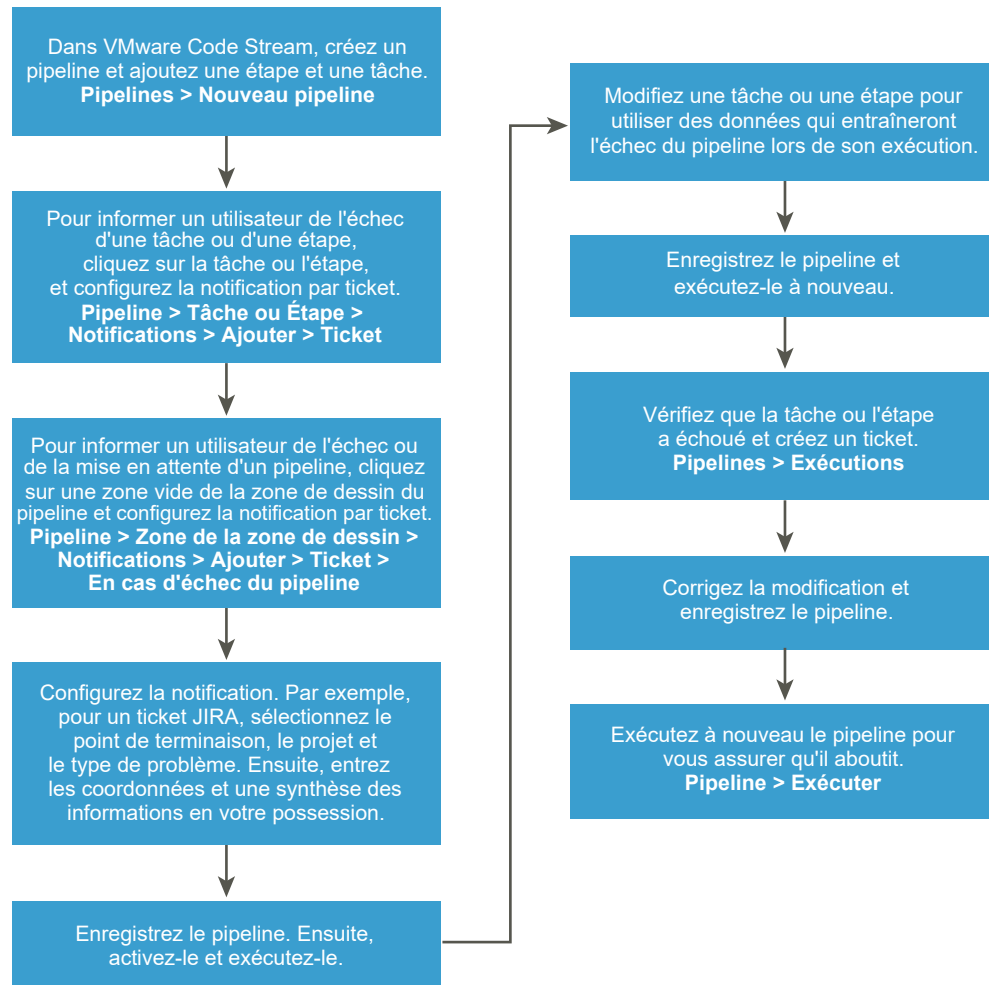 Dans VMware Code Stream, créez un
pipeline et ajoutez une étape et une tâche.
Pipelines > Nouveau pipeline
Pour informer un utilisateur de l'échec
d'une tâche ou d'une étape,
cliquez sur la tâche ou l'étape,
et configurez la notification par ticket.
Pipeline > Tâche ou Étape >
Notifications > Ajouter > Ticket
Pour informer un utilisateur de l'échec ou
de la mise en attente d'un pipeline, cliquez
sur une zone vide de la zone de dessin du
pipeline et configurez la notification par ticket.
Pipeline > Zone de la zone de dessin >
Notifications > Ajouter > Ticket >
En cas d'échec du pipeline
Configurez la notification. Par exemple,
pour un ticket JIRA, sélectionnez le
point de terminaison, le projet et
le type de problème. Ensuite, entrez
les coordonnées et une synthèse des
informations en votre possession.
Enregistrez le pipeline. Ensuite,
activez-le et exécutez-le.
Modifiez une tâche ou une étape pour
utiliser des données qui entraîneront
l'échec du pipeline lors de son exécution.
Enregistrez le pipeline et
exécutez-le à nouveau.
Vérifiez que la tâche ou l'étape
a échoué et créez un ticket.
Pipelines > Exécutions
Corrigez la modification et
enregistrez le pipeline.
Exécutez à nouveau le pipeline pour
vous assurer qu'il aboutit.
Pipeline > Exécuter